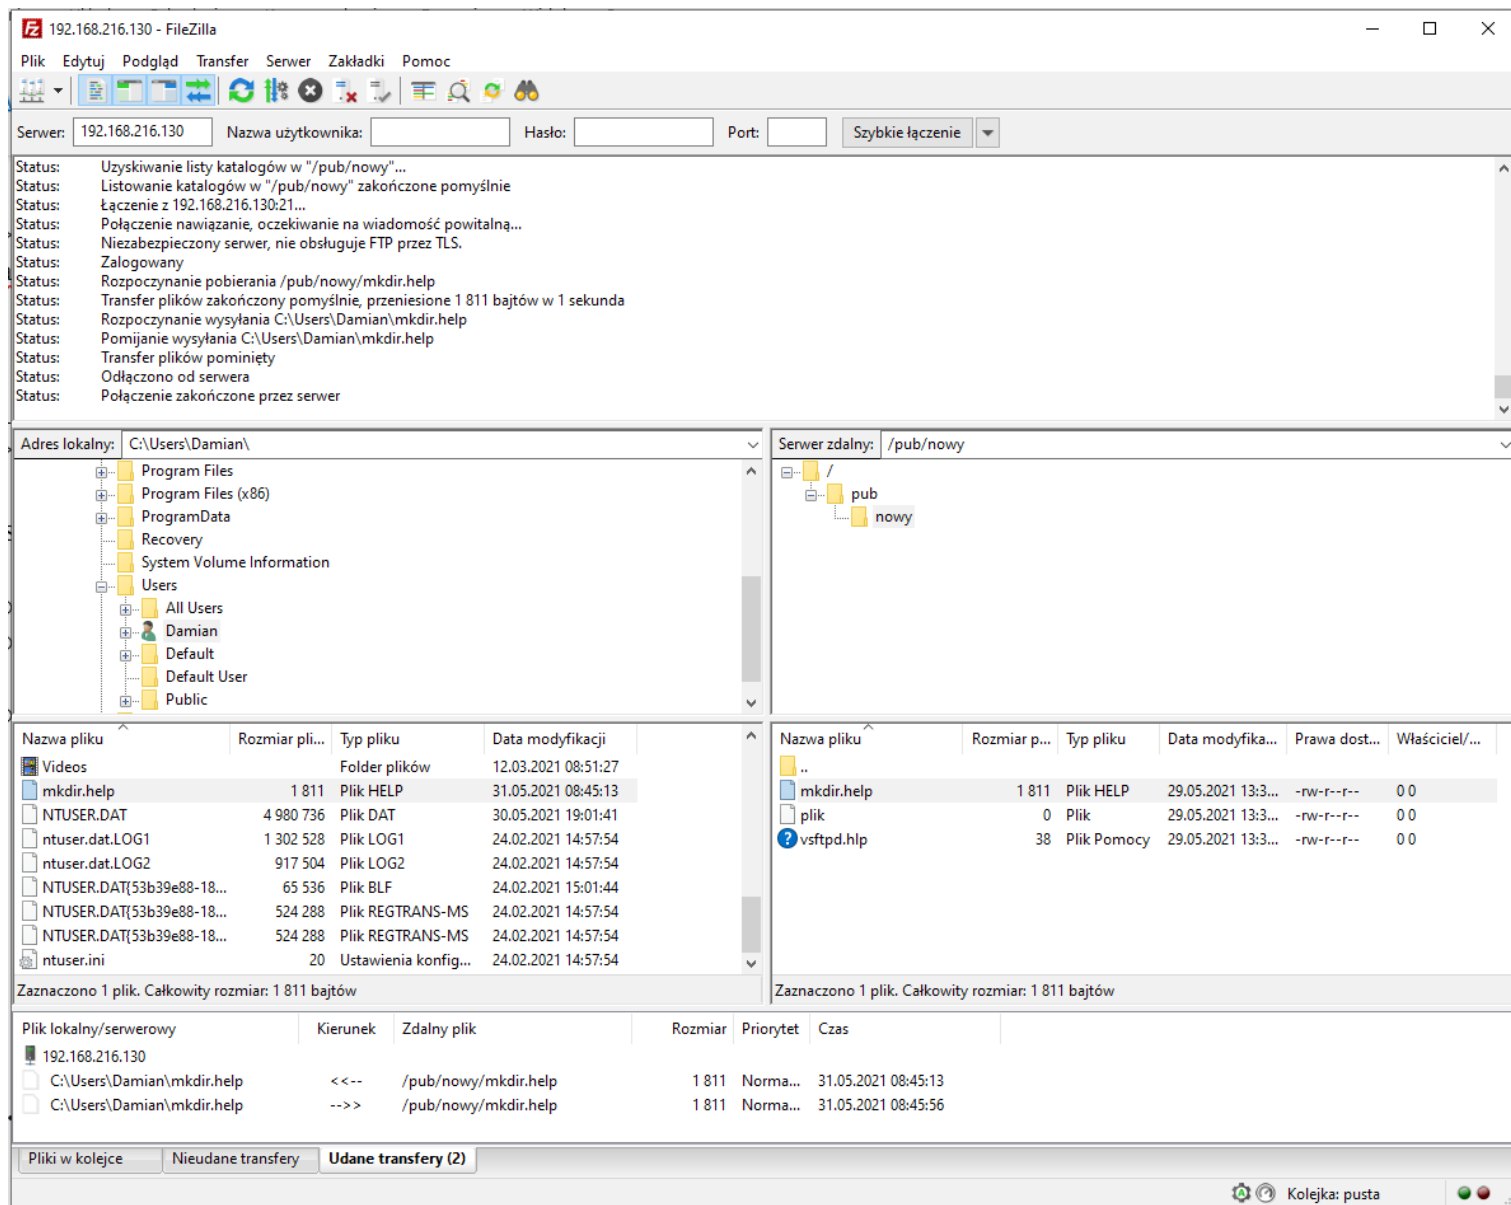 192.168.216.130 - FileZilla
Plik Edytuj Podgląd Transfer Serwer Zakładki Pomoc
Serwer: 192.168.216.130 Nazwa użytkownika: Hasło: Port: Szybkie łączenie
Status: Uzyskiwanie listy katalogów w "/pub/nowy"...
Status: Listowanie katalogów w "/pub/nowy" zakończone pomyślnie
Status: Łączenie z 192.168.216.130:21...
Status: Połączenie nawiązanie, oczekiwanie na wiadomość powitalną...
Status: Niezabezpieczony serwer, nie obsługuje FTP przez TLS.
Status: Zalogowany
Status: Rozpoczynanie pobierania /pub/nowy/mkdir.help
Status: Transfer plików zakończony pomyślnie, przeniesione 1 811 bajtów w 1 sekunda
Status: Rozpoczynanie wysyłania C:\Users\Damian\mkdir.help
Status: Pomijanie wysyłania C:\Users\Damian\mkdir.help
Status: Transfer plików pominięty
Status: Odłączono od serwera
Status: Połączenie zakończone przez serwer
Adres lokalny: C:\Users\Damian\
Program Files
Program Files (x86)
ProgramData
Recovery
System Volume Information
Users
All Users
Damian
Default
Default User
Public
Serwer zdalny: /pub/nowy
/
pub
nowy
Nazwa pliku Rozmiar pli... Typ pliku Data modyfikacji
Videos Folder plików 12.03.2021 08:51:27
mkdir.help 1 811 Plik HELP 31.05.2021 08:45:13
NTUSER.DAT 4 980 736 Plik DAT 30.05.2021 19:01:41
ntuser.dat.LOG1 1 302 528 Plik LOG1 24.02.2021 14:57:54
ntuser.dat.LOG2 917 504 Plik LOG2 24.02.2021 14:57:54
NTUSER.DAT{53b39e88-18... 65 536 Plik BLF 24.02.2021 15:01:44
NTUSER.DAT{53b39e88-18... 524 288 Plik REGTRANS-MS 24.02.2021 14:57:54
NTUSER.DAT{53b39e88-18... 524 288 Plik REGTRANS-MS 24.02.2021 14:57:54
ntuser.ini 20 Ustawienia konfig... 24.02.2021 14:57:54
Zaznaczono 1 plik. Całkowity rozmiar: 1 811 bajtów
Nazwa pliku Rozmiar p... Typ pliku Data modyfika... Prawa dost... Właściciel/...
..
mkdir.help 1 811 Plik HELP 29.05.2021 13:3... -rw-r--r-- 0 0
plik 0 Plik 29.05.2021 13:3... -rw-r--r-- 0 0
vsftpd.hlp 38 Plik Pomocy 29.05.2021 13:3... -rw-r--r-- 0 0
Zaznaczono 1 plik. Całkowity rozmiar: 1 811 bajtów
Plik lokalny/serwerowy Kierunek Zdalny plik Rozmiar Priorytet Czas
192.168.216.130
C:\Users\Damian\mkdir.help <<-- /pub/nowy/mkdir.help 1 811 Norma... 31.05.2021 08:45:13
C:\Users\Damian\mkdir.help -->> /pub/nowy/mkdir.help 1 811 Norma... 31.05.2021 08:45:56
Pliki w kolejce Nieudane transfery Udane transfery (2)
Kolejka: pusta